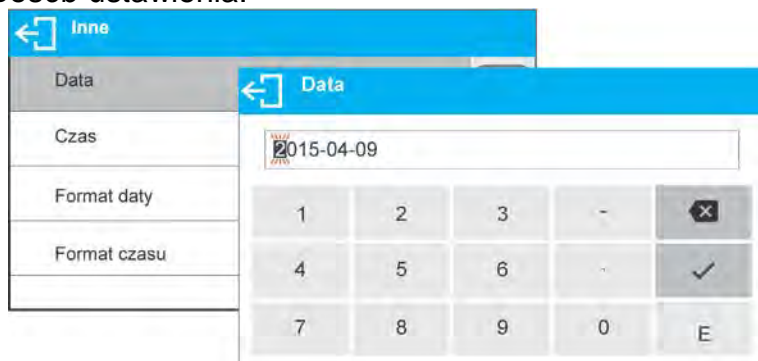 Inne
Data
Czas
Format daty
Format czasu
Data
2015-04-09
1 2 3 -
4 5 6 .
7 8 9 0 E